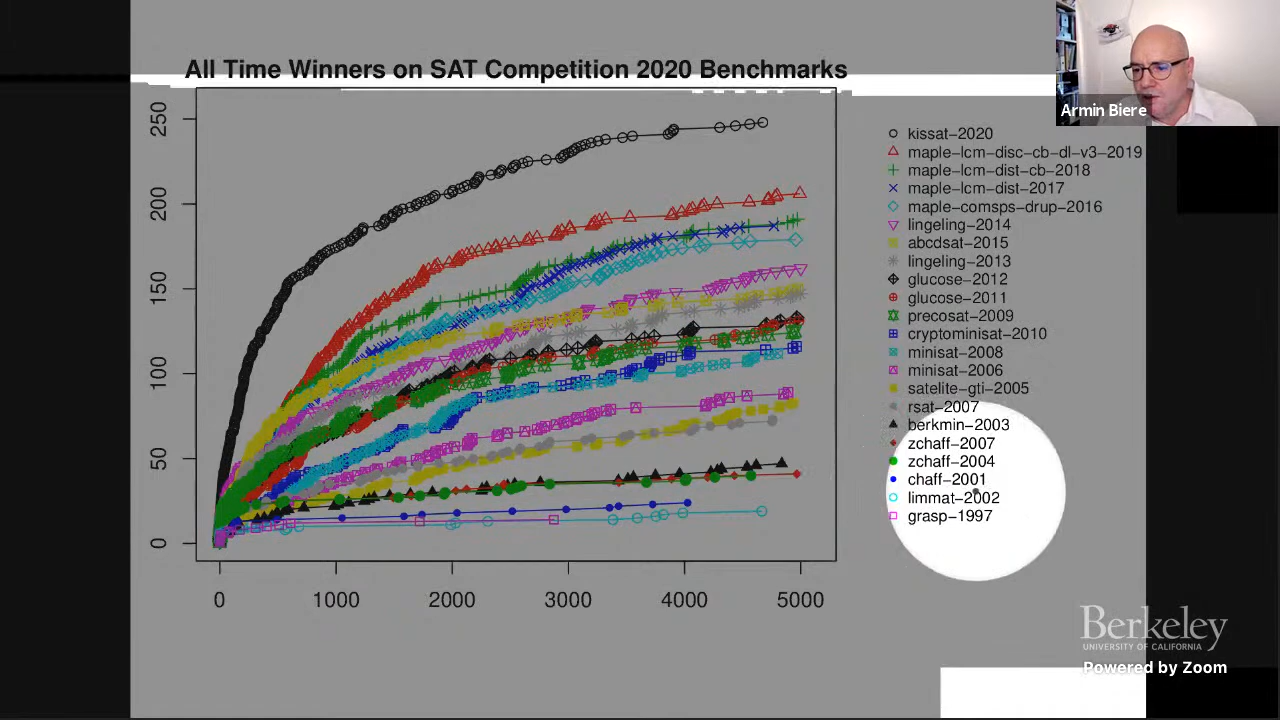 All Time Winners on SAT Competition 2020 Benchmarks
Armin Biere
250
200
150
100
50
0
0 1000 2000 3000 4000 5000
kissat−2020
maple−lcm−disc−cb−dl−v3−2019
maple−lcm−dist−cb−2018
maple−lcm−dist−2017
maple−comsps−drup−2016
lingeling−2014
abcdsat−2015
lingeling−2013
glucose−2012
glucose−2011
precosat−2009
cryptominisat−2010
minisat−2008
minisat−2006
satelite−gti−2005
rsat−2007
berkmin−2003
zchaff−2007
zchaff−2004
chaff−2001
limmat−2002
grasp−1997
Berkeley
UNIVERSITY OF CALIFORNIA
Powered by Zoom